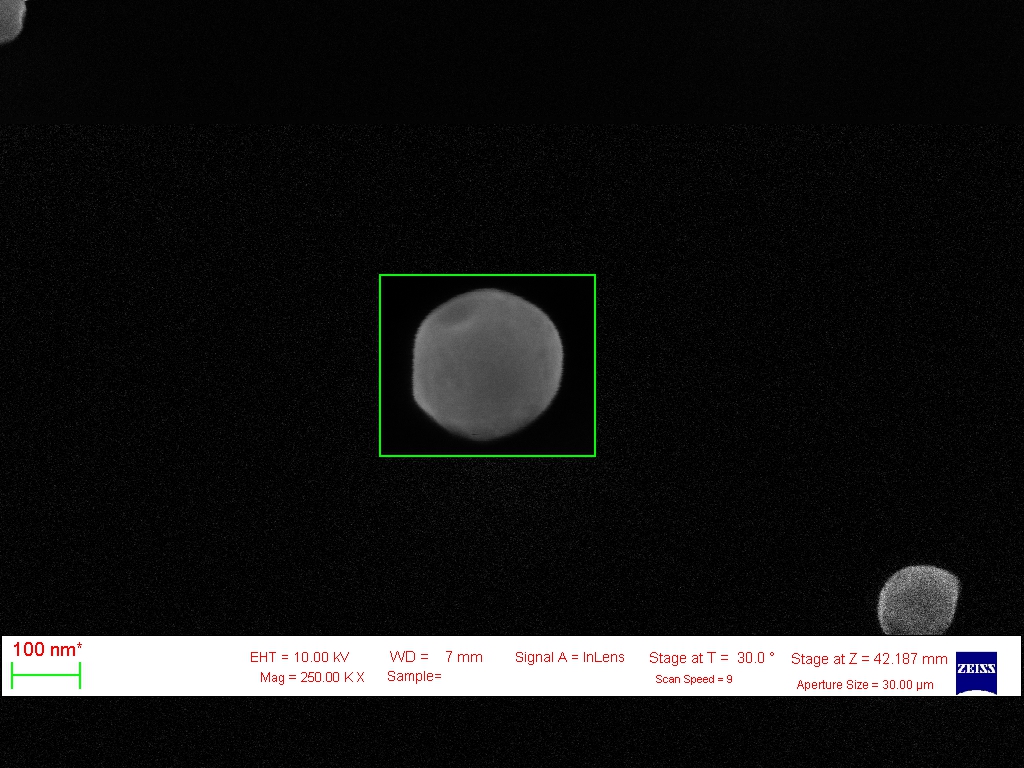 100 nm*
EHT = 10.00 kV WD = 7 mm Signal A = InLens Stage at T = 30.0 ° Stage at Z = 42.187 mm
Mag = 250.00 K X Sample= Scan Speed = 9 Aperture Size = 30.00 µm
ZEISS